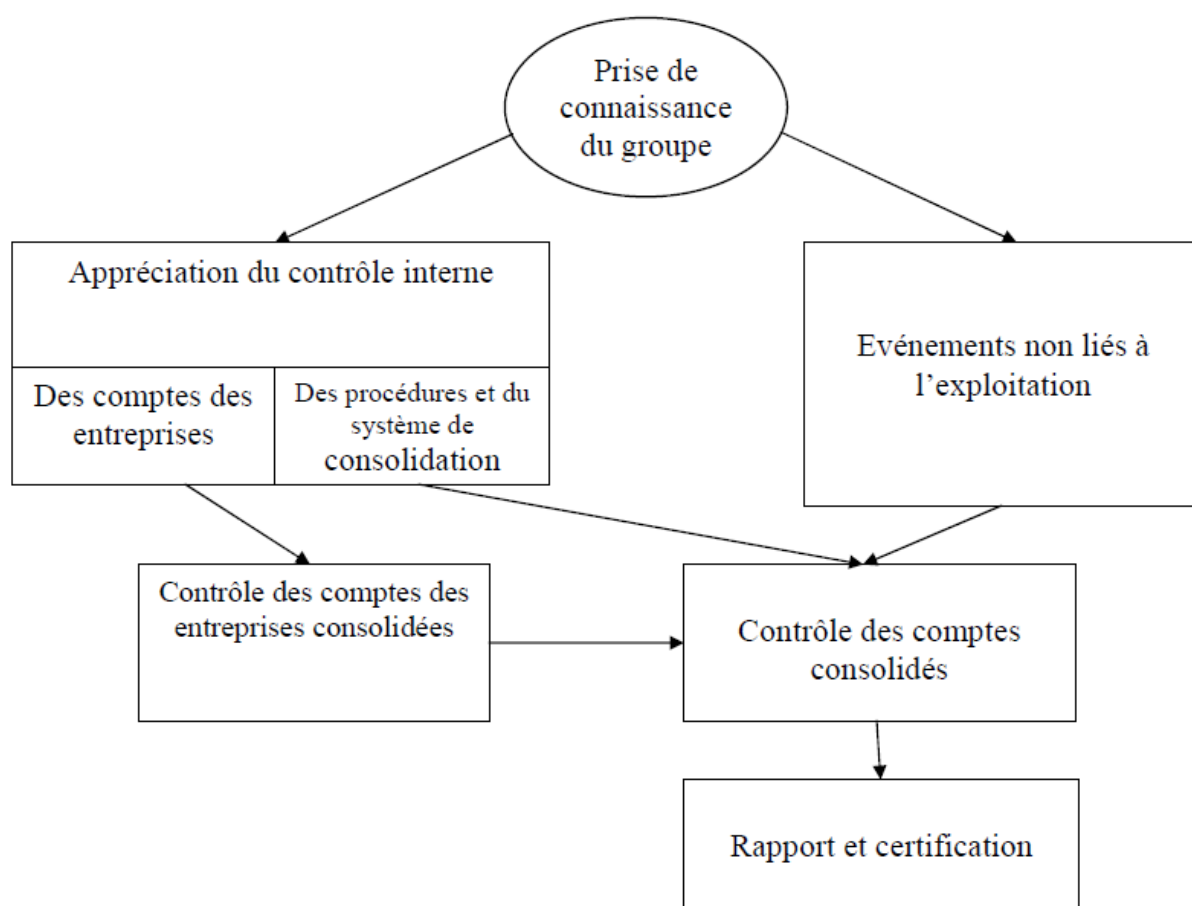 Prise de
connaissance
du groupe
Appréciation du contrôle interne
Evénements non liés à
l’exploitation
Des comptes des
entreprises
Des procédures et du
système de
consolidation
Contrôle des comptes des
entreprises consolidées
Contrôle des comptes
consolidés
Rapport et certification